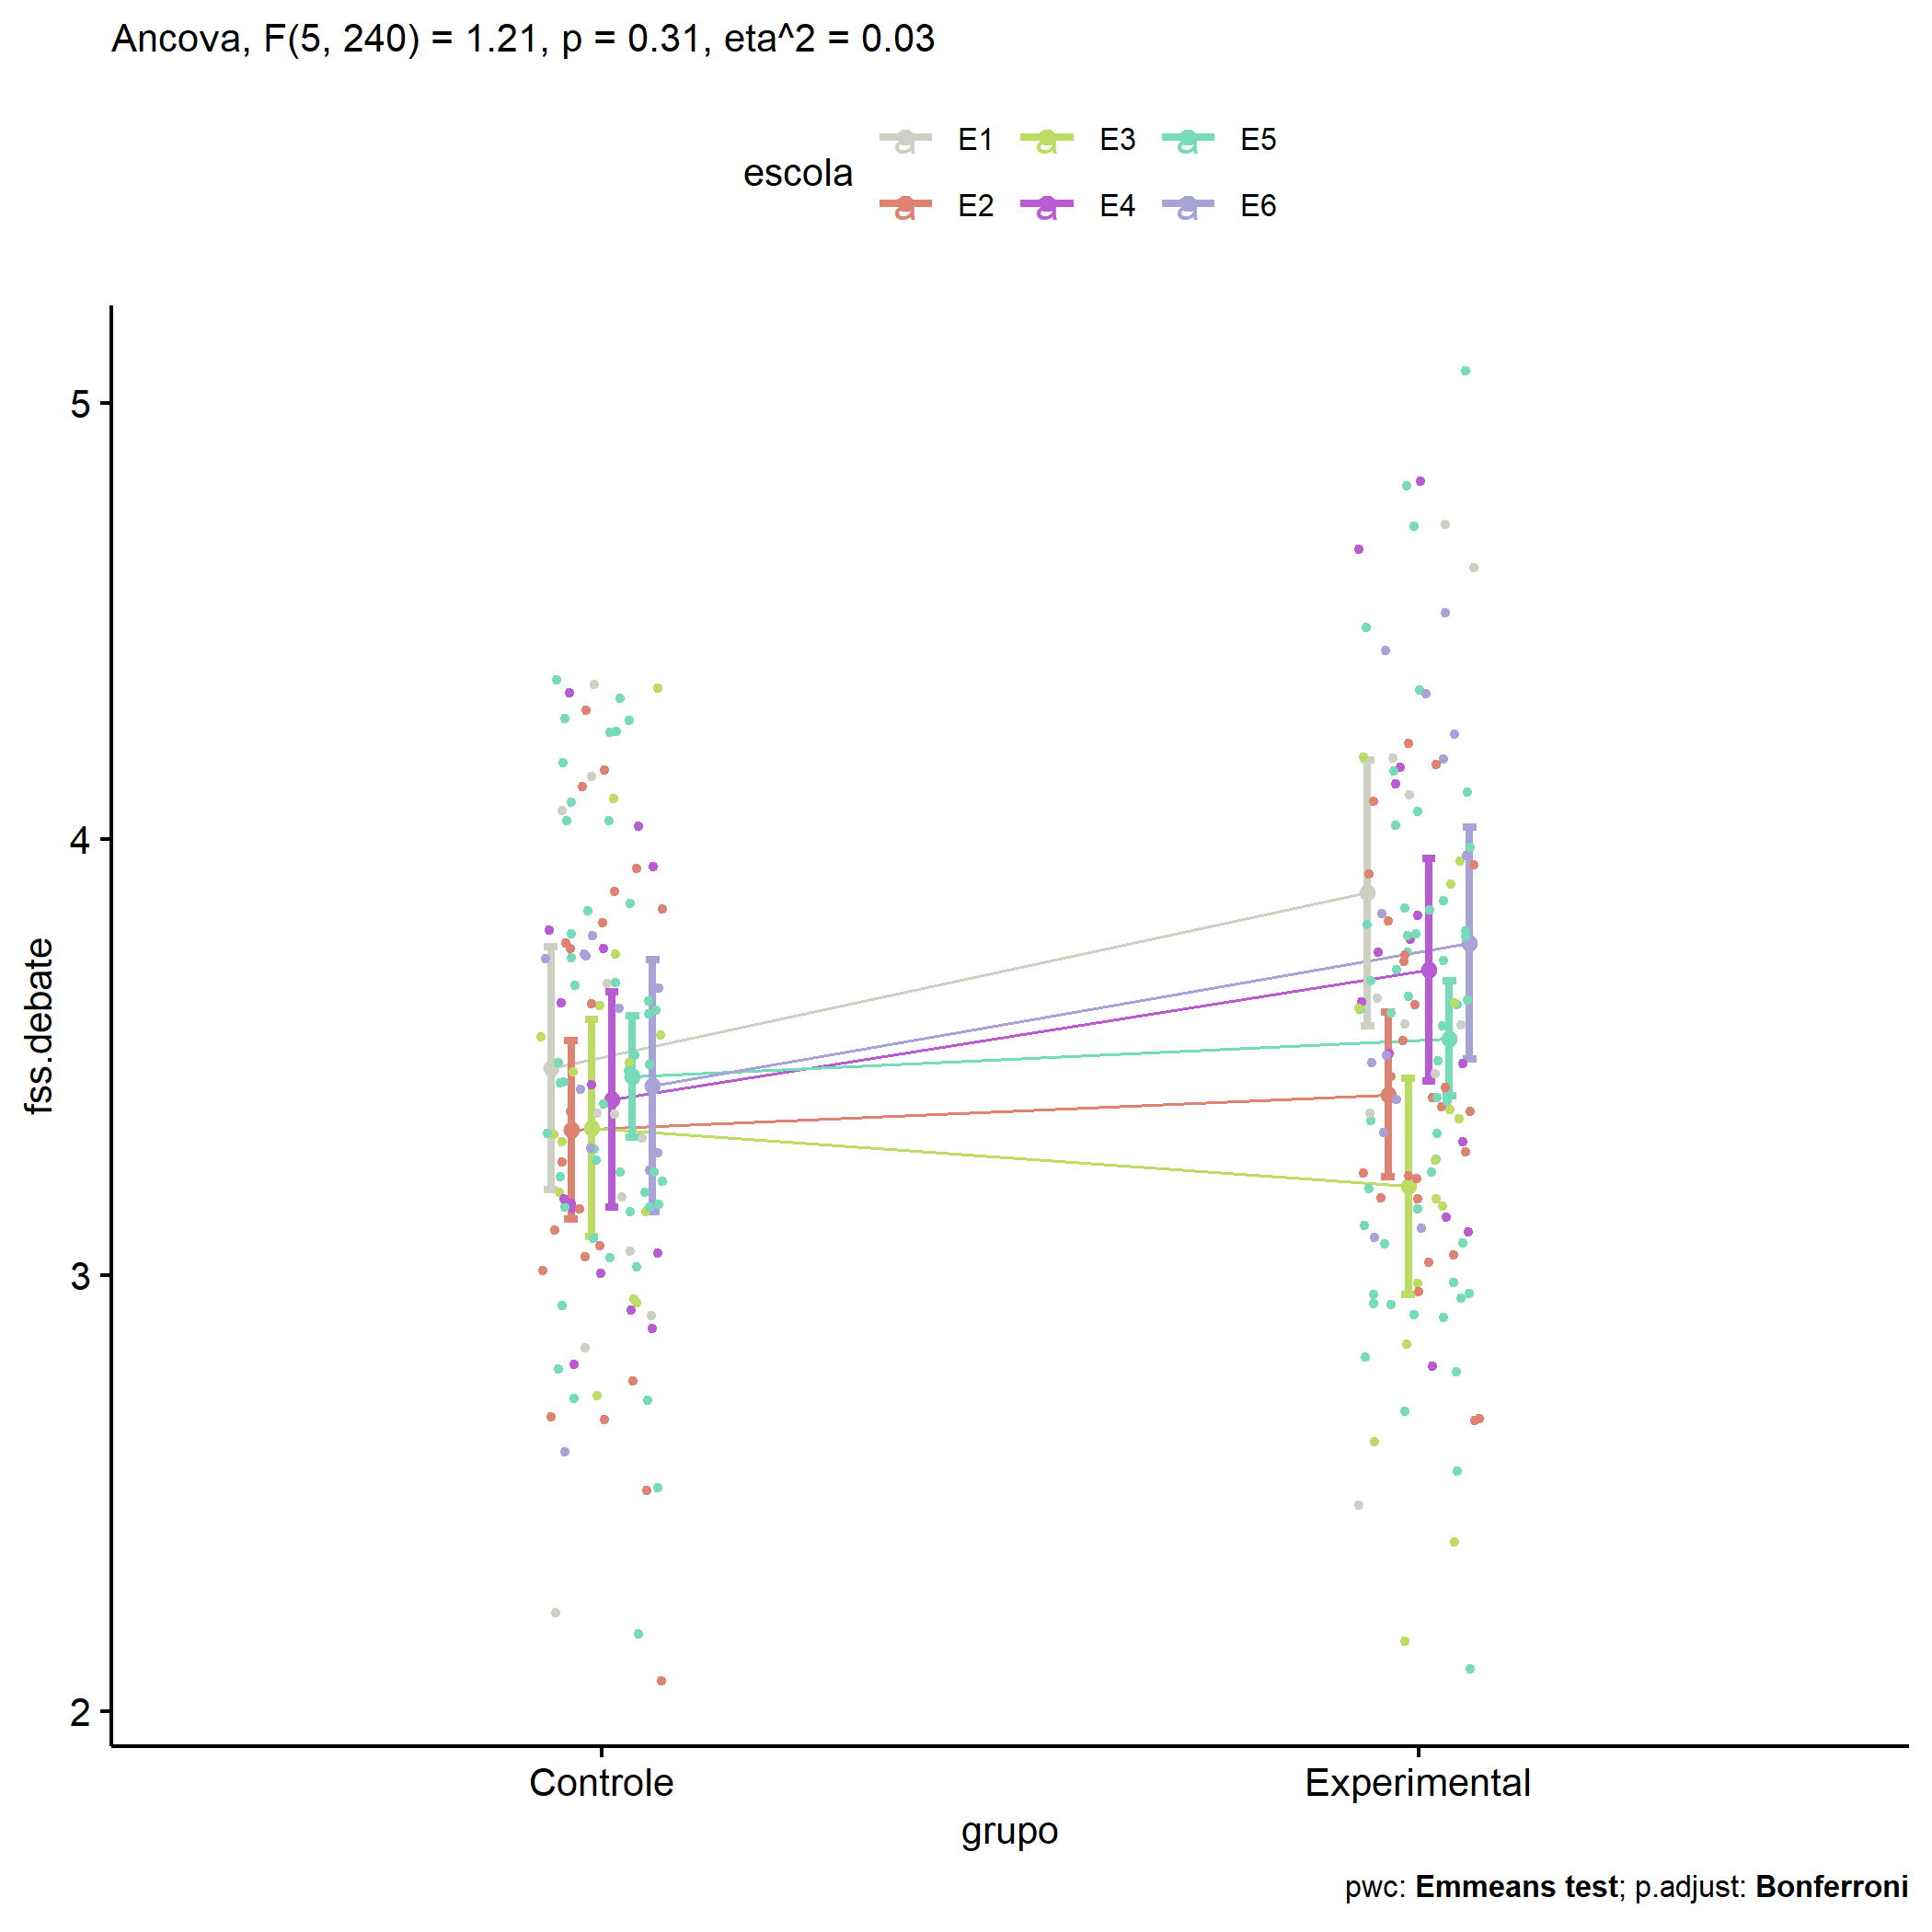 Ancova, F(5, 240) = 1.21, p = 0.31, eta^2 = 0.03
escola
a E1 a E3 a E5
a E2 a E4 a E6
5
4
3
2
fss.debate
Controle Experimental
grupo
pwc: Emmeans test; p.adjust: Bonferroni